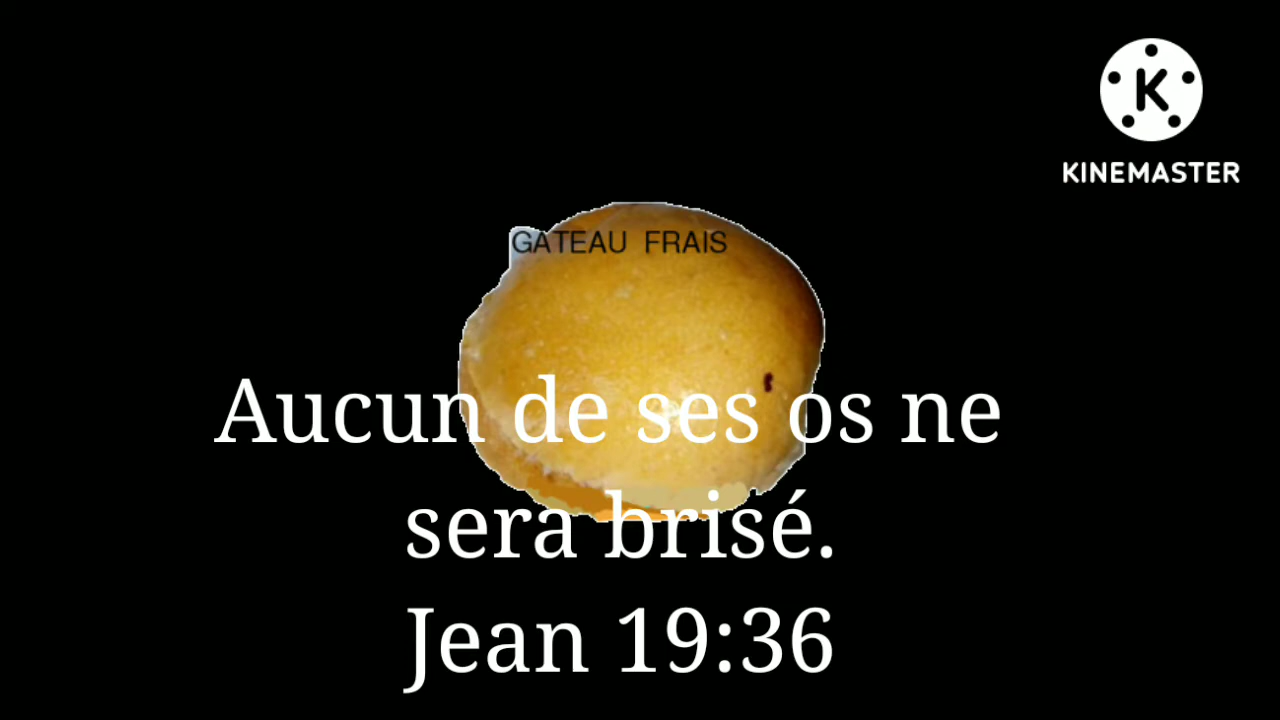 KINEMASTER
GATEAU FRAIS
Aucun de ses os ne
sera brisé.
Jean 19:36